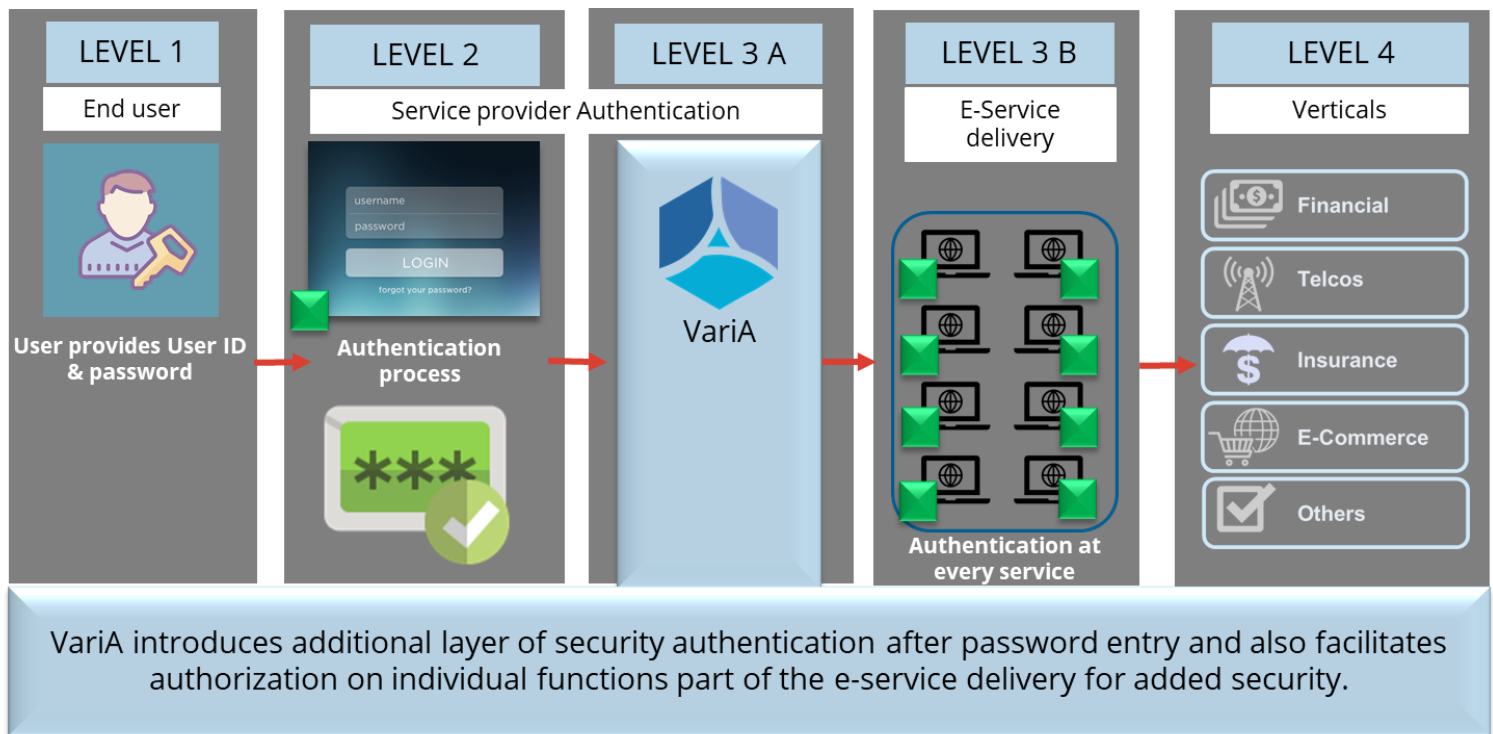 LEVEL 1
End user
User provides User ID
& password
LEVEL 2
LEVEL 3 A
Service provider Authentication
username
password
LOGIN
forgot your password?
Authentication
process
***
VariA
LEVEL 3 B
E-Service
delivery
Authentication at
every service
LEVEL 4
Verticals
$
Financial
Telcos
$
Insurance
E-Commerce
Others
VariA introduces additional layer of security authentication after password entry and also facilitates
authorization on individual functions part of the e-service delivery for added security.